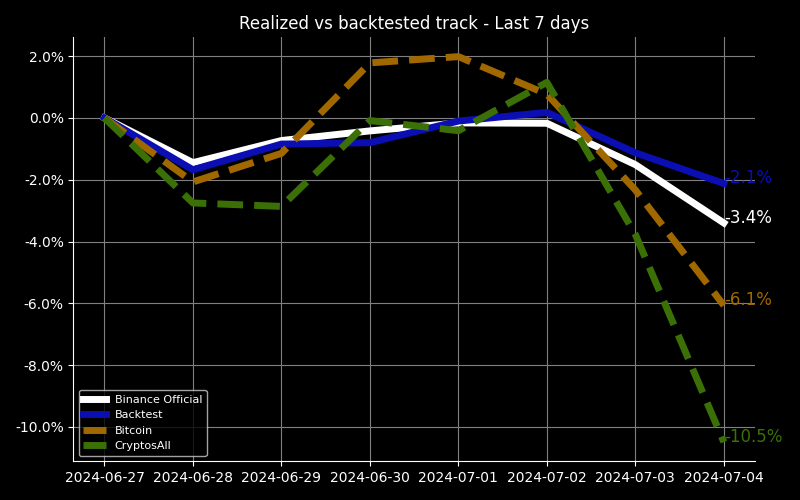 Realized vs backtested track - Last 7 days
2.0%
0.0%
-2.0%
-4.0%
-6.0%
-8.0%
-10.0%
-2.1%
-3.4%
-6.1%
-10.5%
Binance Official
Backtest
Bitcoin
CryptosAll
2024-06-27 2024-06-28 2024-06-29 2024-06-30 2024-07-01 2024-07-02 2024-07-03 2024-07-04